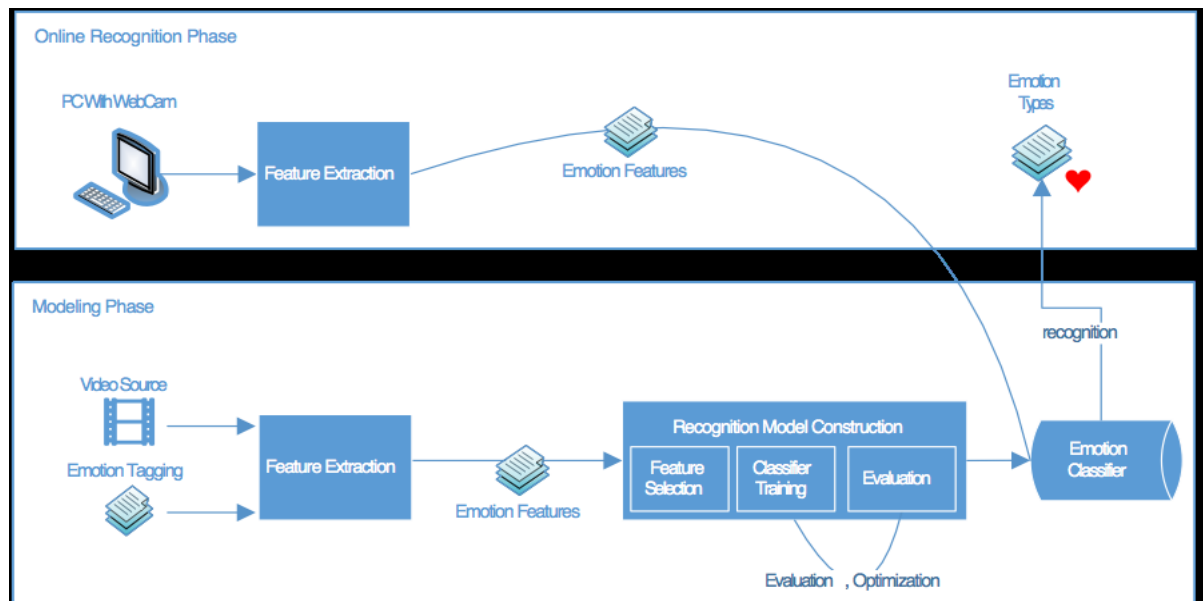 Online Recognition Phase
PC With WebCam
Feature Extraction
Emotion Features
Emotion
Types
recognition
Modeling Phase
Video Source
Emotion Tagging
Feature Extraction
Emotion Features
Recognition Model Construction
Feature
Selection
Classifier
Training
Evaluation
Evaluation , Optimization
Emotion
Classifier